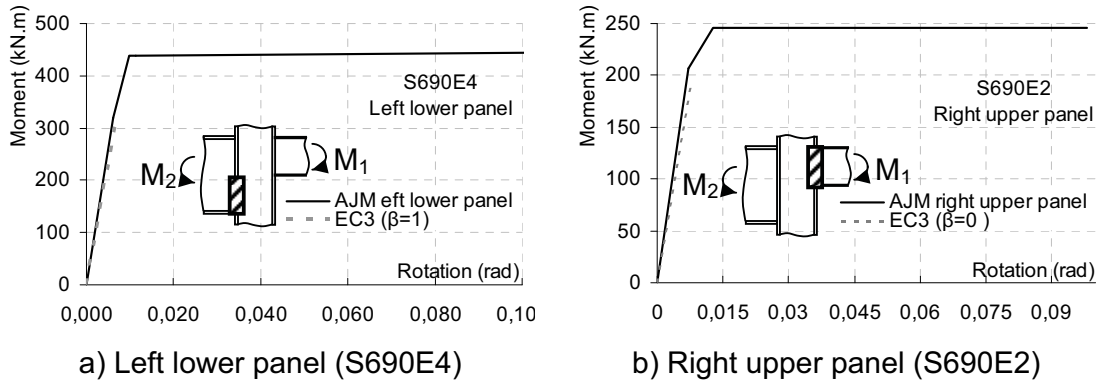 Moment (kN.m)
500
400
300
200
100
0
S690E4
Left lower panel
M2
M1
AJM eft lower panel
EC3 (β=1)
Rotation (rad)
0,000
0,020
0,040
0,060
0,080
0,10
a) Left lower panel (S690E4)
Moment (kN.m)
250
200
150
100
50
0
S690E2
Right upper panel
M2
M1
AJM right upper panel
EC3 (β=0 )
Rotation (rad)
0
0,015
0,03
0,045
0,06
0,075
0,09
b) Right upper panel (S690E2)